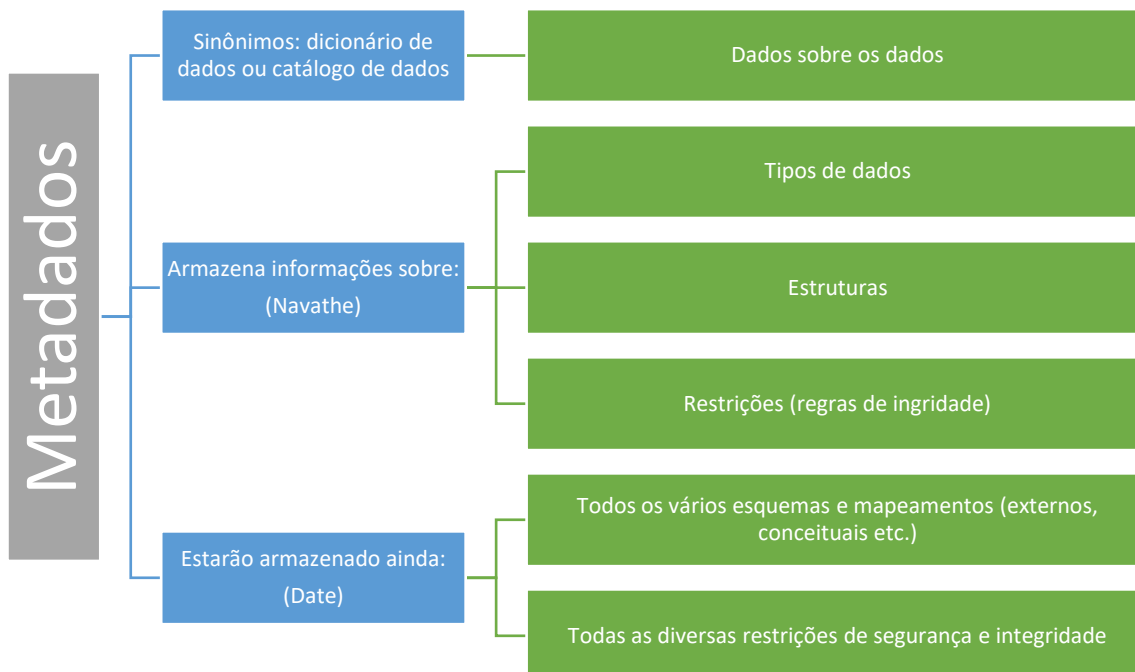 Metadados
Sinônimos: dicionário de
dados ou catálogo de dados
Dados sobre os dados
Armazena informações sobre:
(Navathe)
Tipos de dados
Estruturas
Restrições (regras de ingridade)
Estarão armazenado ainda:
(Date)
Todos os vários esquemas e mapeamentos (externos,
conceituais etc.)
Todas as diversas restrições de segurança e integridade